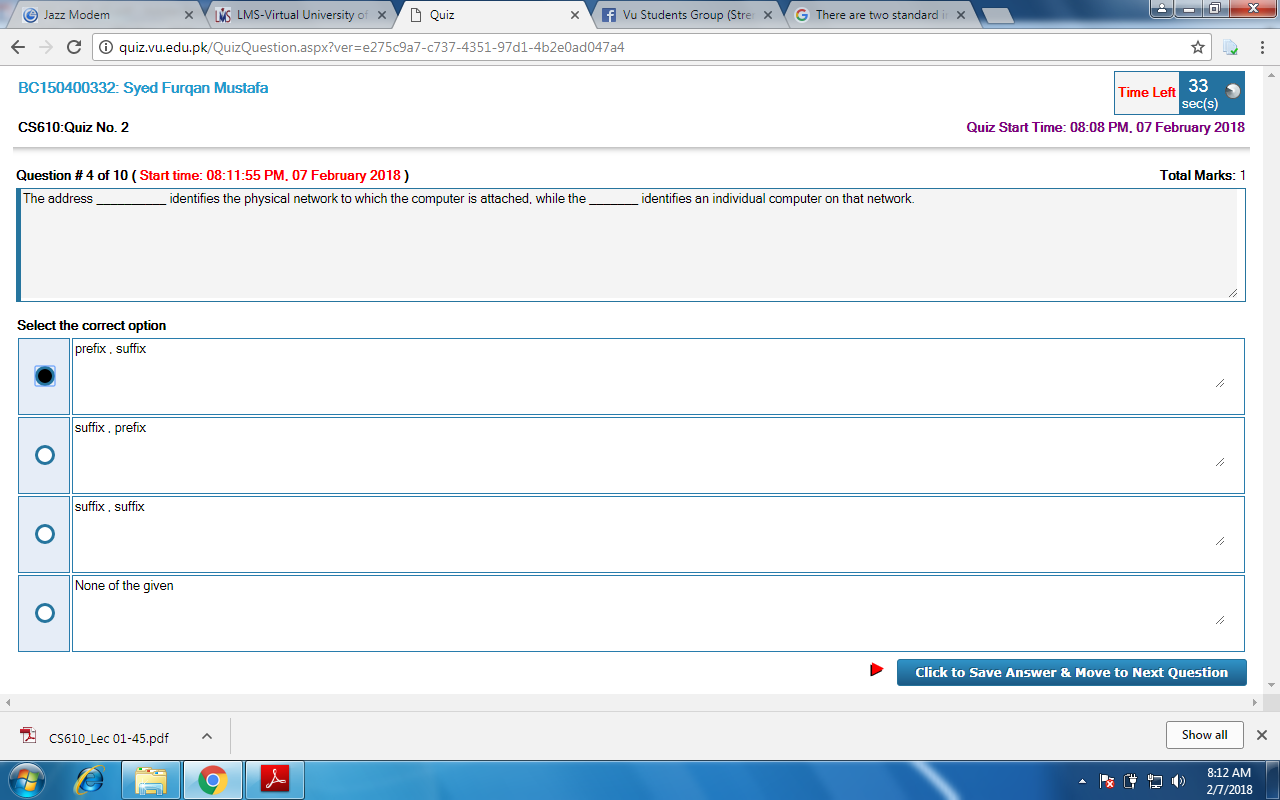 Jazz Modem
LMS-Virtual University of
Quiz
Vu Students Group (Stre
There are two standard i
quiz.vu.edu.pk/QuizQuestion.aspx?ver=e275c9a7-c737-4351-97d1-4b2e0ad047a4
BC150400332: Syed Furqan Mustafa
Time Left 33 sec(s)
CS610:Quiz No. 2
Quiz Start Time: 08:08 PM, 07 February 2018
Question # 4 of 10 ( Start time: 08:11:55 PM, 07 February 2018 )
Total Marks: 1
The address __________ identifies the physical network to which the computer is attached, while the _______ identifies an individual computer on that network.
Select the correct option
prefix , suffix
suffix , prefix
suffix , suffix
None of the given
Click to Save Answer & Move to Next Question
CS610_Lec 01-45.pdf
Show all
8:12 AM
2/7/2018